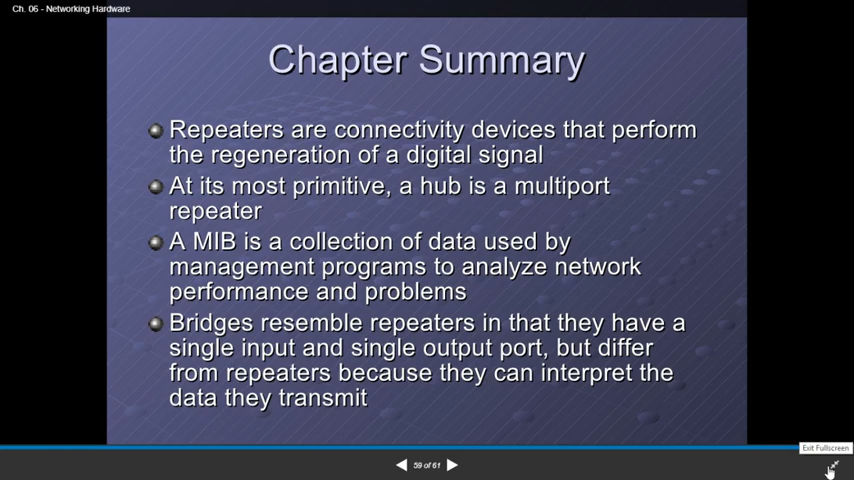 Ch. 06 - Networking Hardware
Chapter Summary
Repeaters are connectivity devices that perform
the regeneration of a digital signal
At its most primitive, a hub is a multiport
repeater
A MIB is a collection of data used by
management programs to analyze network
performance and problems
Bridges resemble repeaters in that they have a
single input and single output port, but differ
from repeaters because they can interpret the
data they transmit
Exit Fullscreen
59 of 61